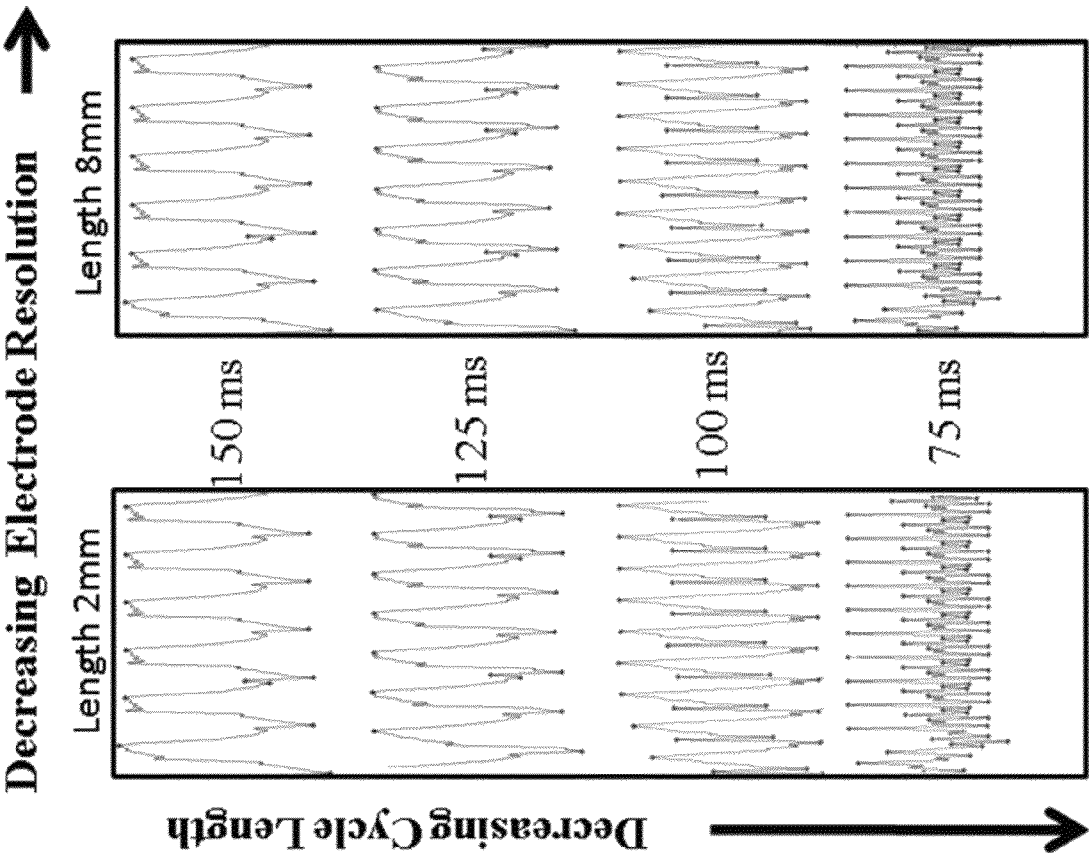 Decreasing Electrode Resolution
Length 2mm
Length 8mm
150 ms
125 ms
100 ms
75 ms
Decreasing Cycle Length